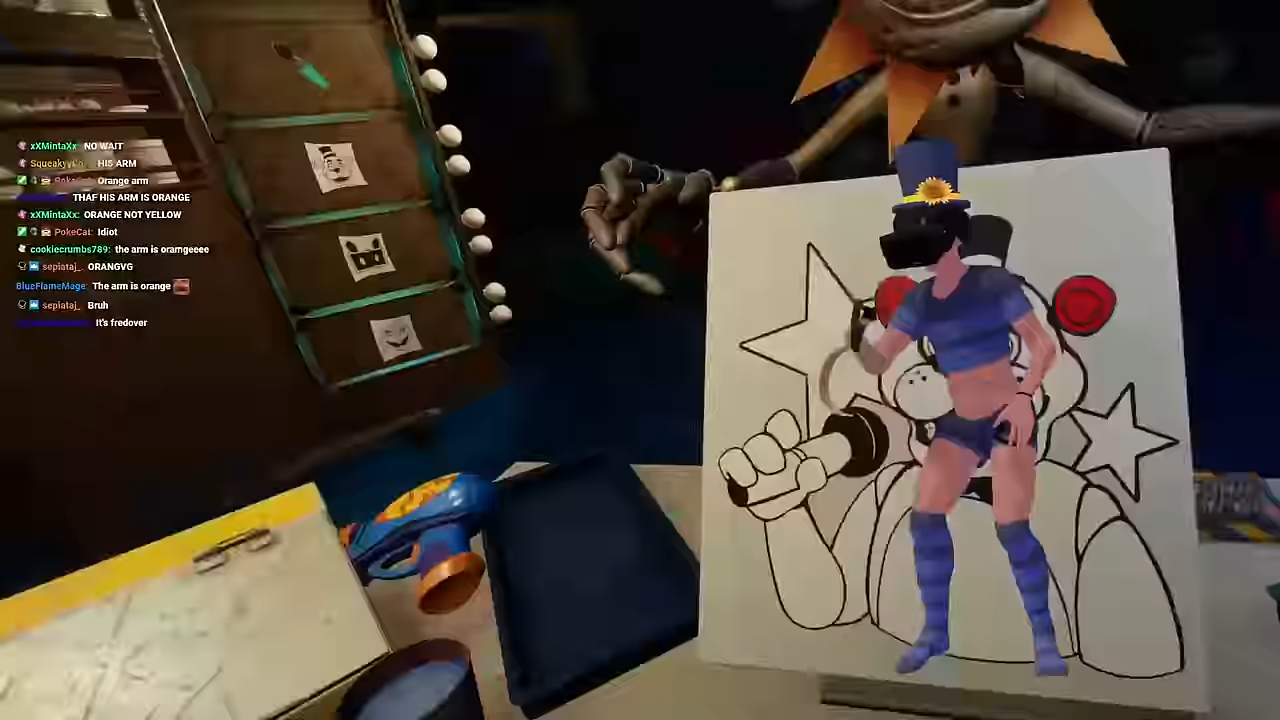 xXMintaXx: NO WAIT
HIS ARM
Orange arm
THAF HIS ARM IS ORANGE
xXMintaXx: ORANGE NOT YELLOW
PokeCat: Idiot
cookiecrumbs789: the arm is orangeeee
sepiataj_ ORANGVG
BlueFlameMage: The arm is orange
sepiataj_ Bruh
It's fredover